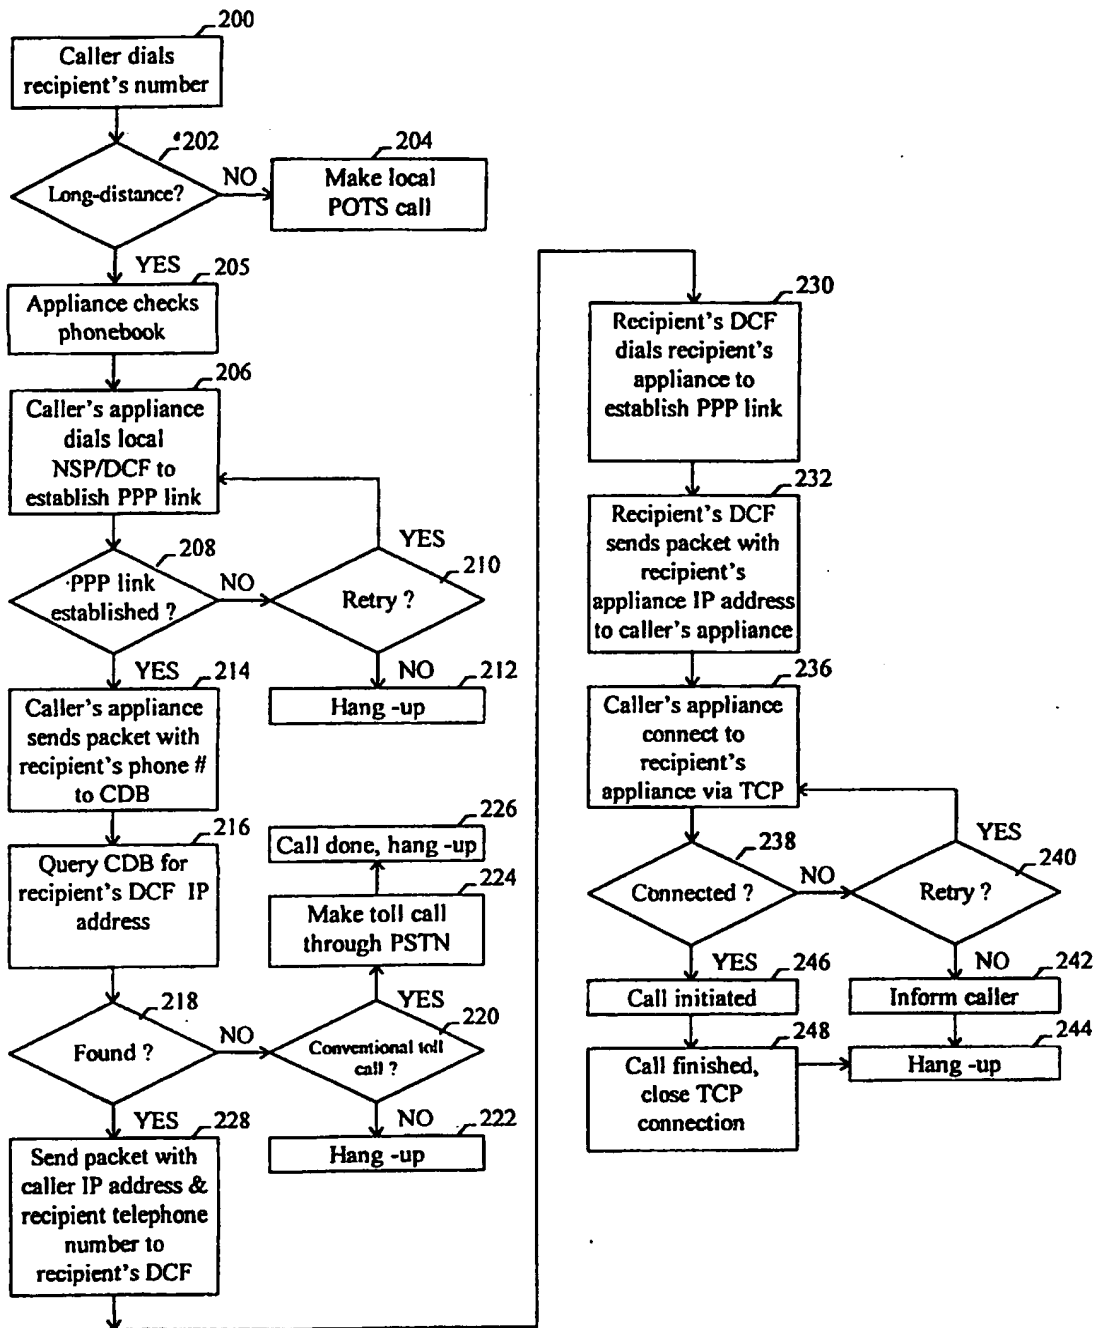 200
Caller dials
recipient's number
202
Long-distance?
NO
204
Make local
POTS call
YES
205
Appliance checks
phonebook
206
Caller's appliance
dials local
NSP/DCF to
establish PPP link
208
PPP link
established ?
NO
YES
210
Retry ?
NO
212
Hang -up
YES
214
Caller's appliance
sends packet with
recipient's phone #
to CDB
216
Query CDB for
recipient's DCF IP
address
218
Found ?
NO
220
Conventional toll
call ?
YES
224
Make toll call
through PSTN
226
Call done, hang -up
NO
222
Hang -up
YES
228
Send packet with
caller IP address &
recipient telephone
number to
recipient's DCF
230
Recipient's DCF
dials recipient's
appliance to
establish PPP link
232
Recipient's DCF
sends packet with
recipient's
appliance IP address
to caller's appliance
236
Caller's appliance
connect to
recipient's
appliance via TCP
238
Connected ?
NO
YES
240
Retry ?
NO
242
Inform caller
244
Hang -up
YES
246
Call initiated
248
Call finished,
close TCP
connection